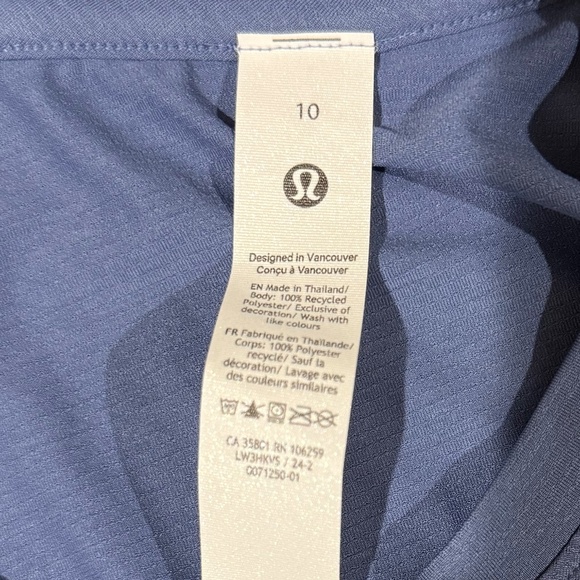 10
Designed in Vancouver
Conçu à Vancouver
EN Made in Thailand/
Body: 100% Recycled
Polyester/ Exclusive of
decoration/ Wash with
like colours
FR Fabriqué en Thaïlande/
Corps: 100% Polyester
recyclé/ Sauf la
décoration/ Lavage avec
des couleurs similaires
CA 35801 RN 106259
LW3HKVS / 24-2
0071250-01